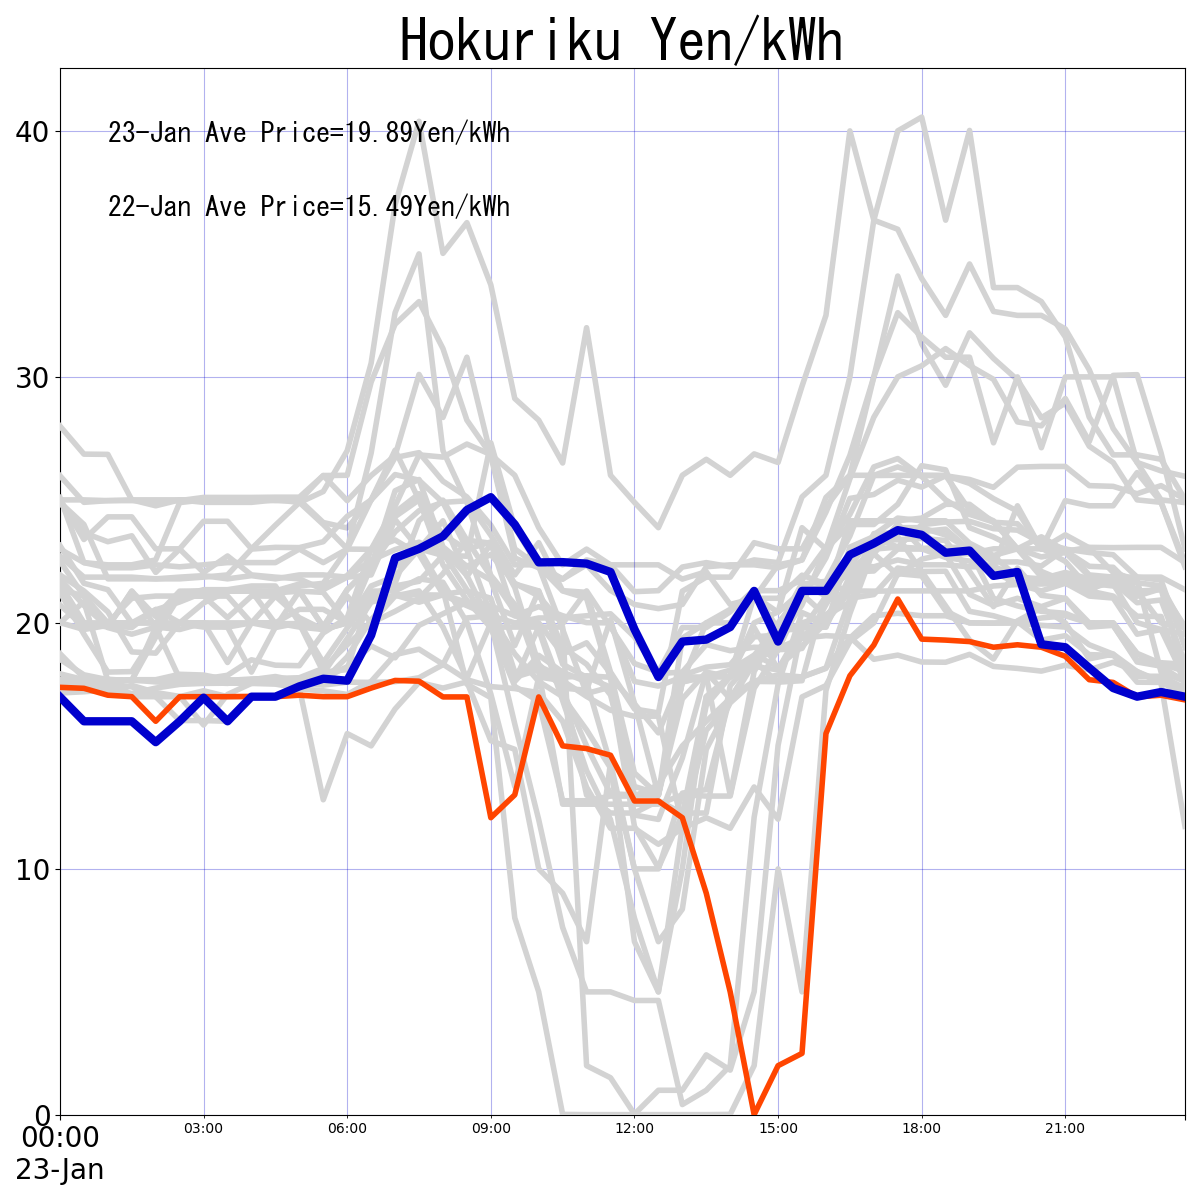 Hokuriku Yen/kWh
23-Jan Ave Price=19.89Yen/kWh
22-Jan Ave Price=15.49Yen/kWh
40
30
20
10
0
00:00 03:00 06:00 09:00 12:00 15:00 18:00 21:00
23-Jan